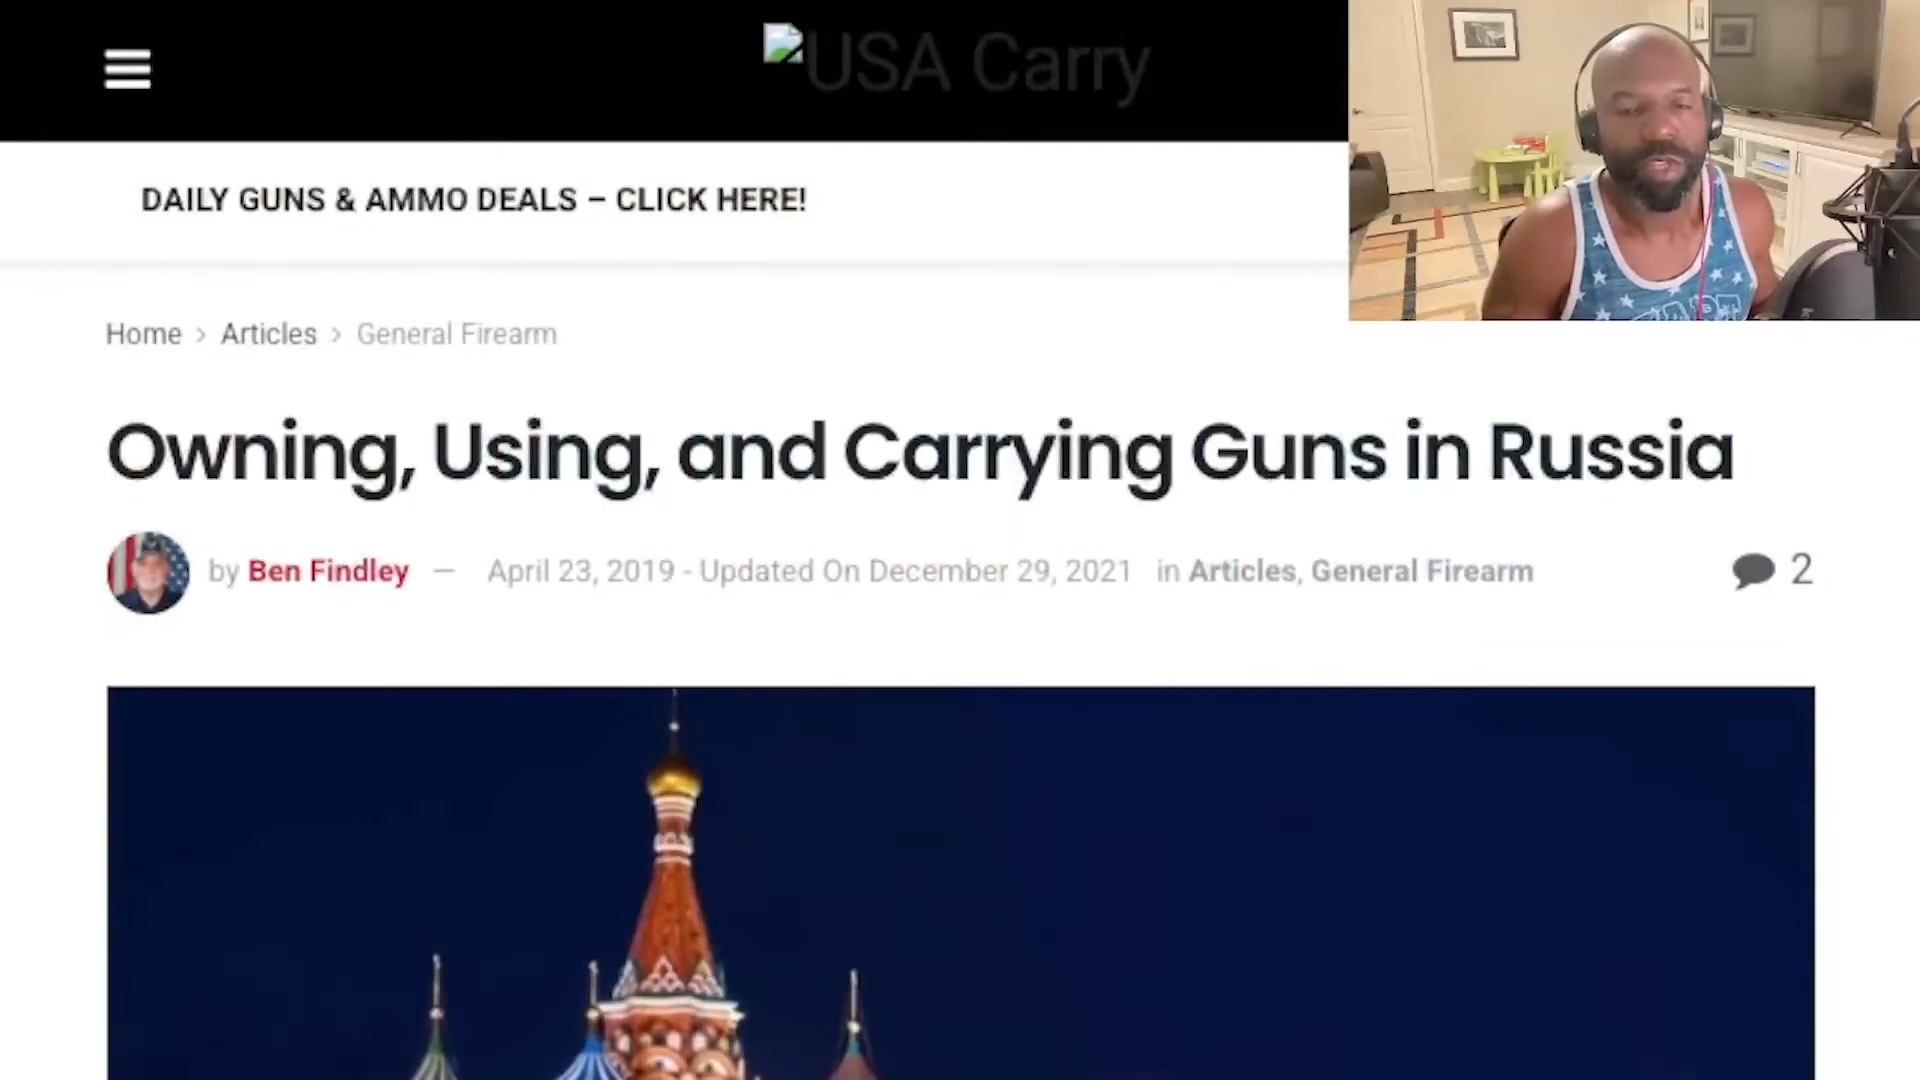 USA Carry
DAILY GUNS & AMMO DEALS – CLICK HERE!
Home > Articles > General Firearm
Owning, Using, and Carrying Guns in Russia
by Ben Findley — April 23, 2019 - Updated On December 29, 2021 in Articles, General Firearm
2